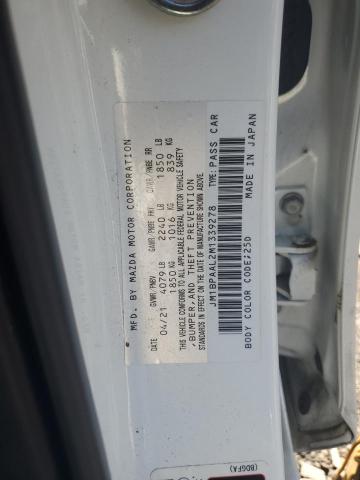 MFD. BY MAZDA MOTOR CORPORATION
DATE GVWR/PNBV GAWR/PNBE FRT GAWR/PNBE RR
04/21 4079 LB 2240 LB 1850 LB
1850 KG 1016 KG 839 KG
THIS VEHICLE CONFORMS TO ALL APPLICABLE FEDERAL MOTOR VEHICLE SAFETY
,BUMPER,AND THEFT PREVENTION
STANDARDS IN EFFECT ON THE DATE OF MANUFACTURE SHOWN ABOVE.
JM1BPAAL2M1339278 TYPE:PASS CAR
MADE IN JAPAN
BODY COLOR CODE:25D
(BDGFA)